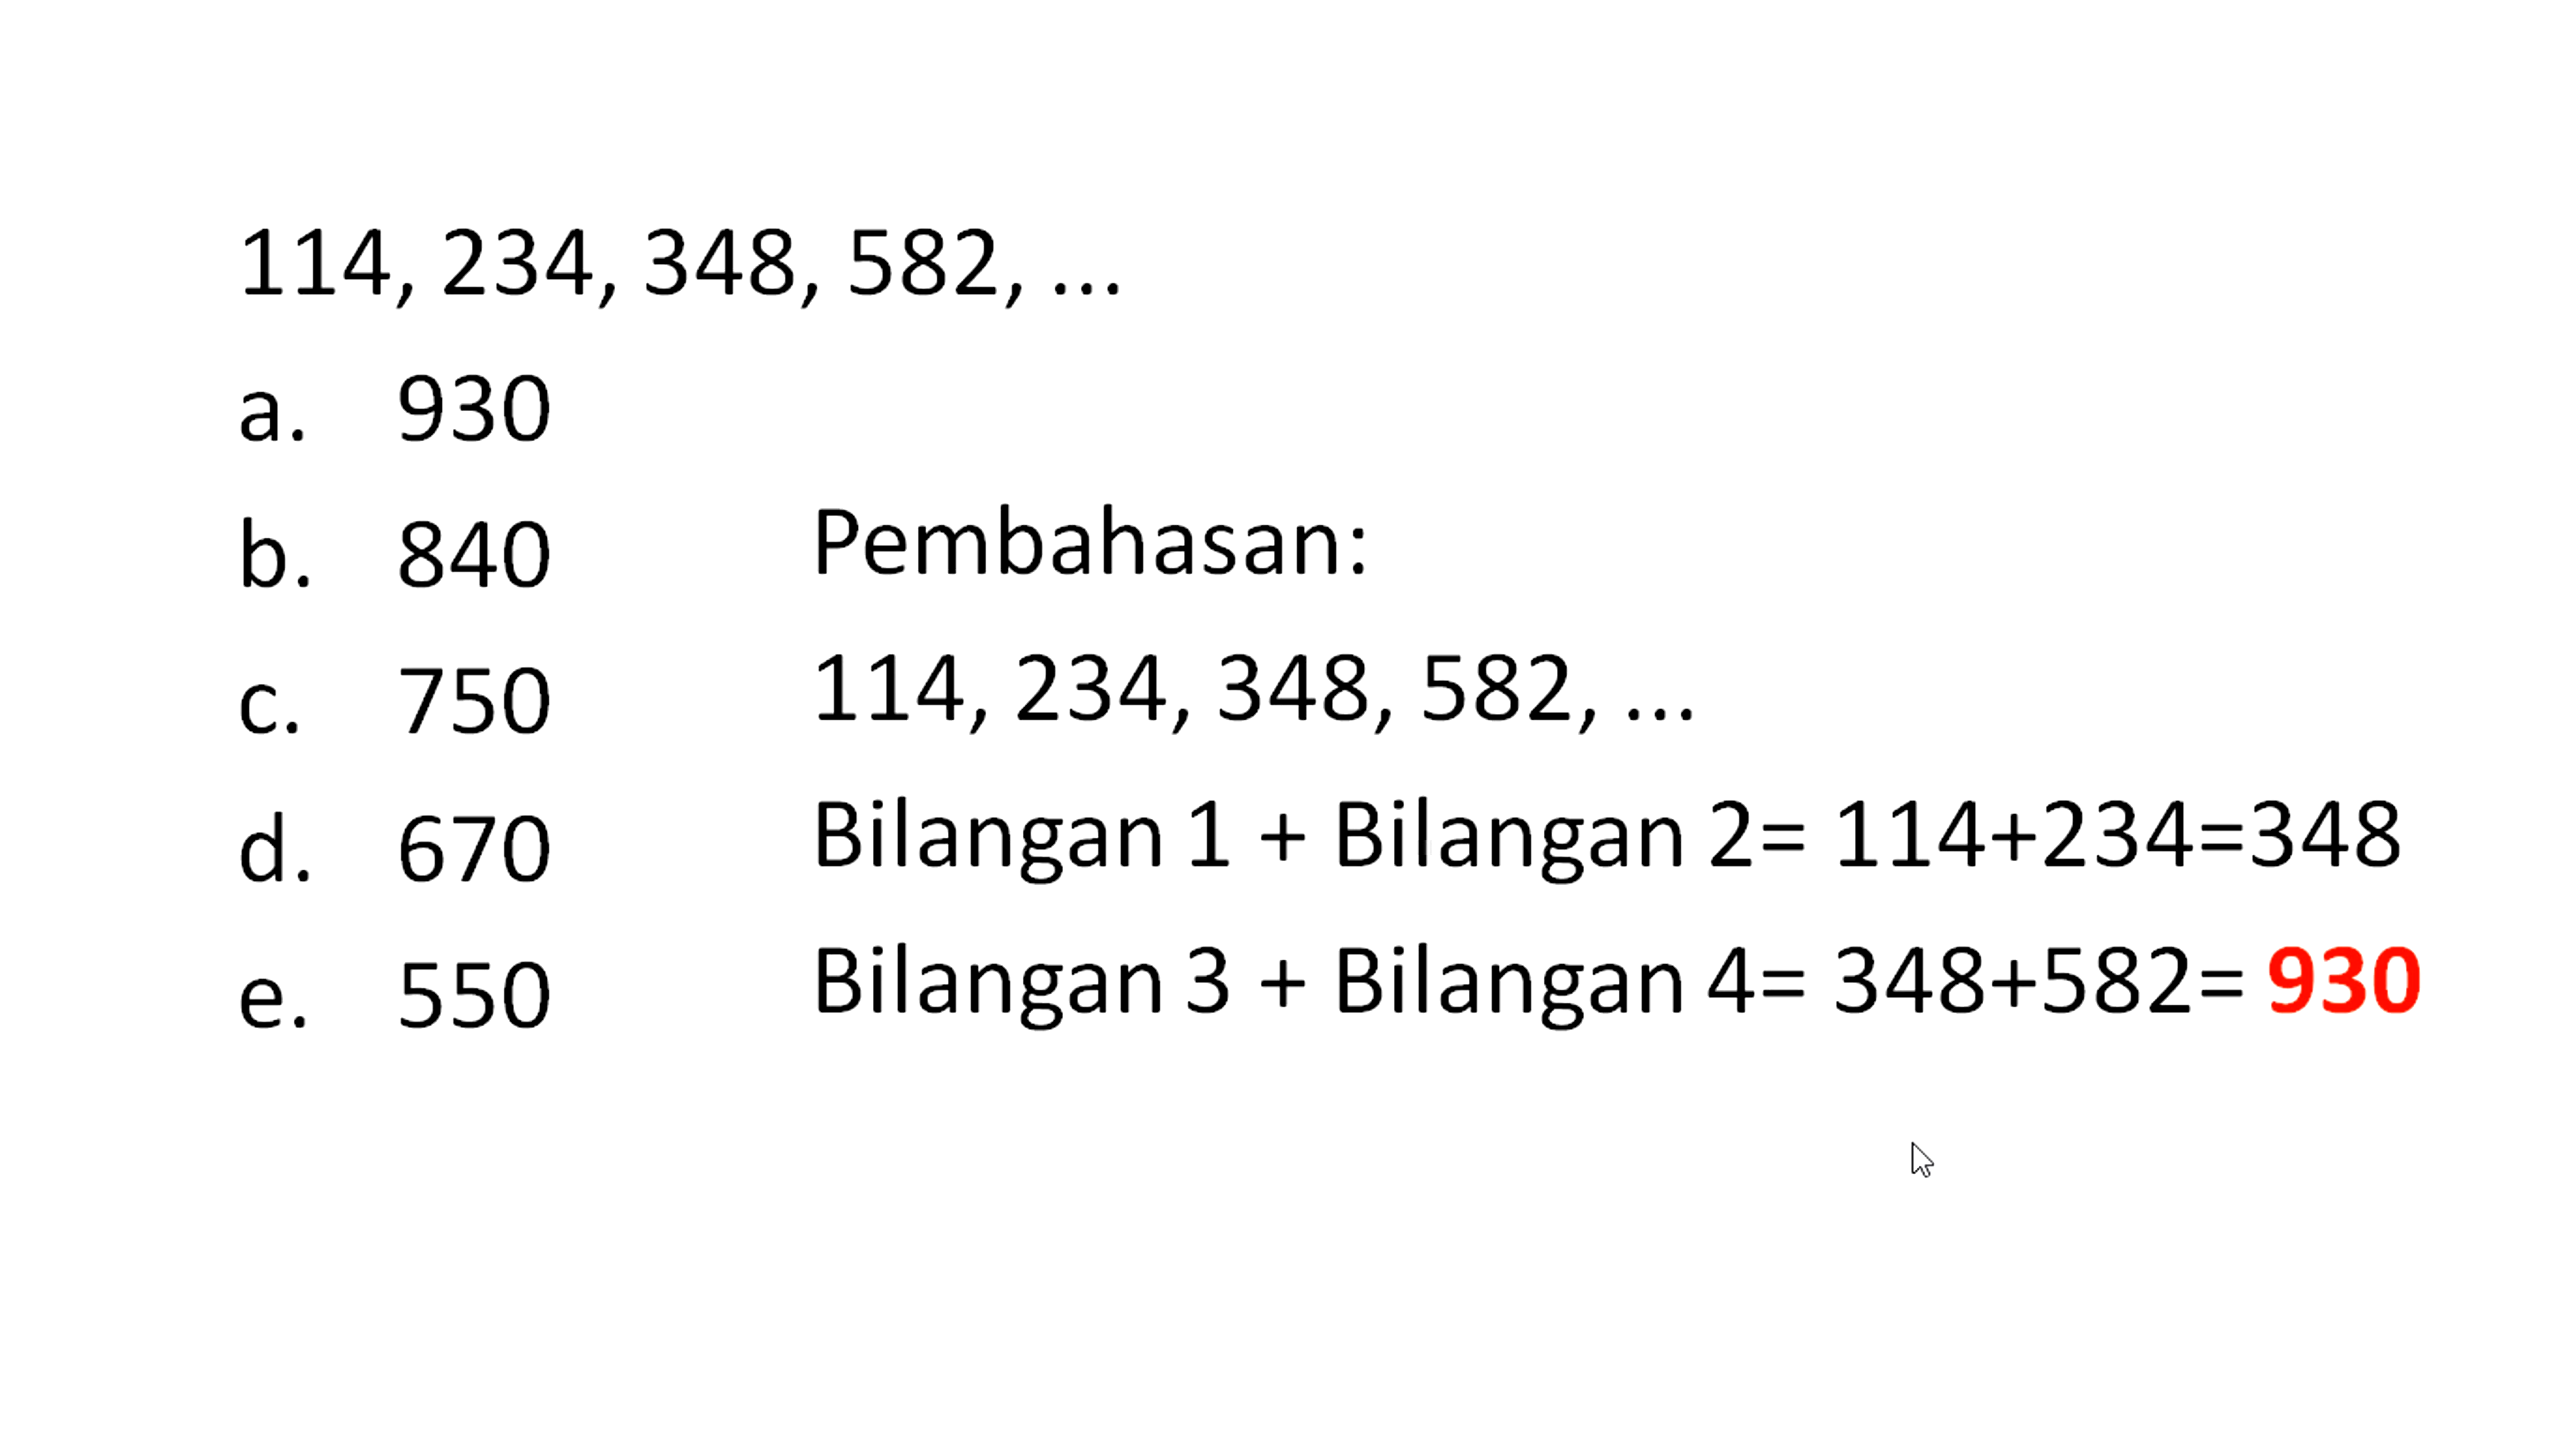 114, 234, 348, 582, ...
a. 930
b. 840
c. 750
d. 670
e. 550
Pembahasan:
114, 234, 348, 582, ...
Bilangan 1 + Bilangan 2= 114+234=348
Bilangan 3 + Bilangan 4= 348+582= 930